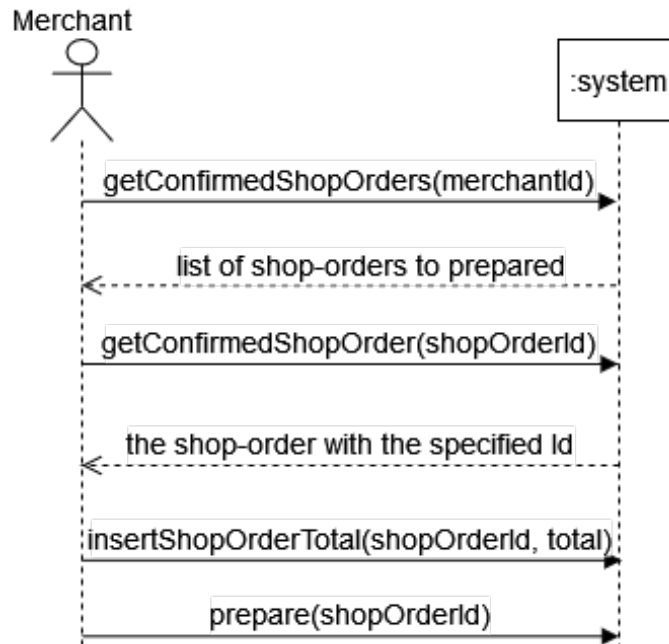 Merchant
:system
getConfirmedShopOrders(merchantId)
list of shop-orders to prepared
getConfirmedShopOrder(shopOrderId)
the shop-order with the specified Id
insertShopOrderTotal(shopOrderId, total)
prepare(shopOrderId)